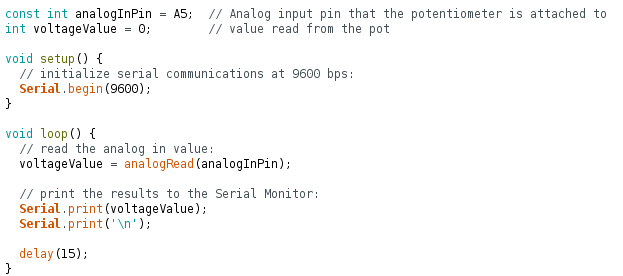 const int analogInPin = A5;  // Analog input pin that the potentiometer is attached to
int voltageValue = 0;        // value read from the pot

void setup() {
  // initialize serial communications at 9600 bps:
  Serial.begin(9600);
}

void loop() {
  // read the analog in value:
  voltageValue = analogRead(analogInPin);

  // print the results to the Serial Monitor:
  Serial.print(voltageValue);
  Serial.print('\n');

  delay(15);
}